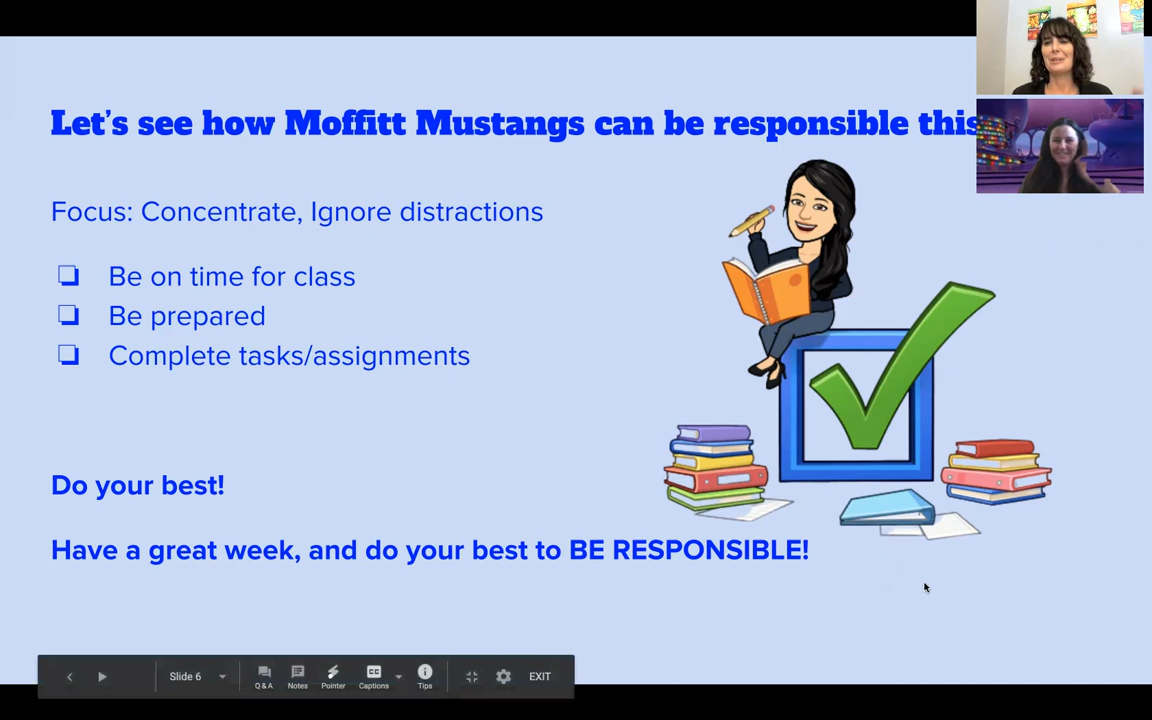 Let's see how Moffitt Mustangs can be responsible this
Focus: Concentrate, Ignore distractions
Be on time for class
Be prepared
Complete tasks/assignments
Do your best!
Have a great week, and do your best to BE RESPONSIBLE!
Slide 6
Q & A
Notes
Pointer
CC
Captions
Tips
EXIT